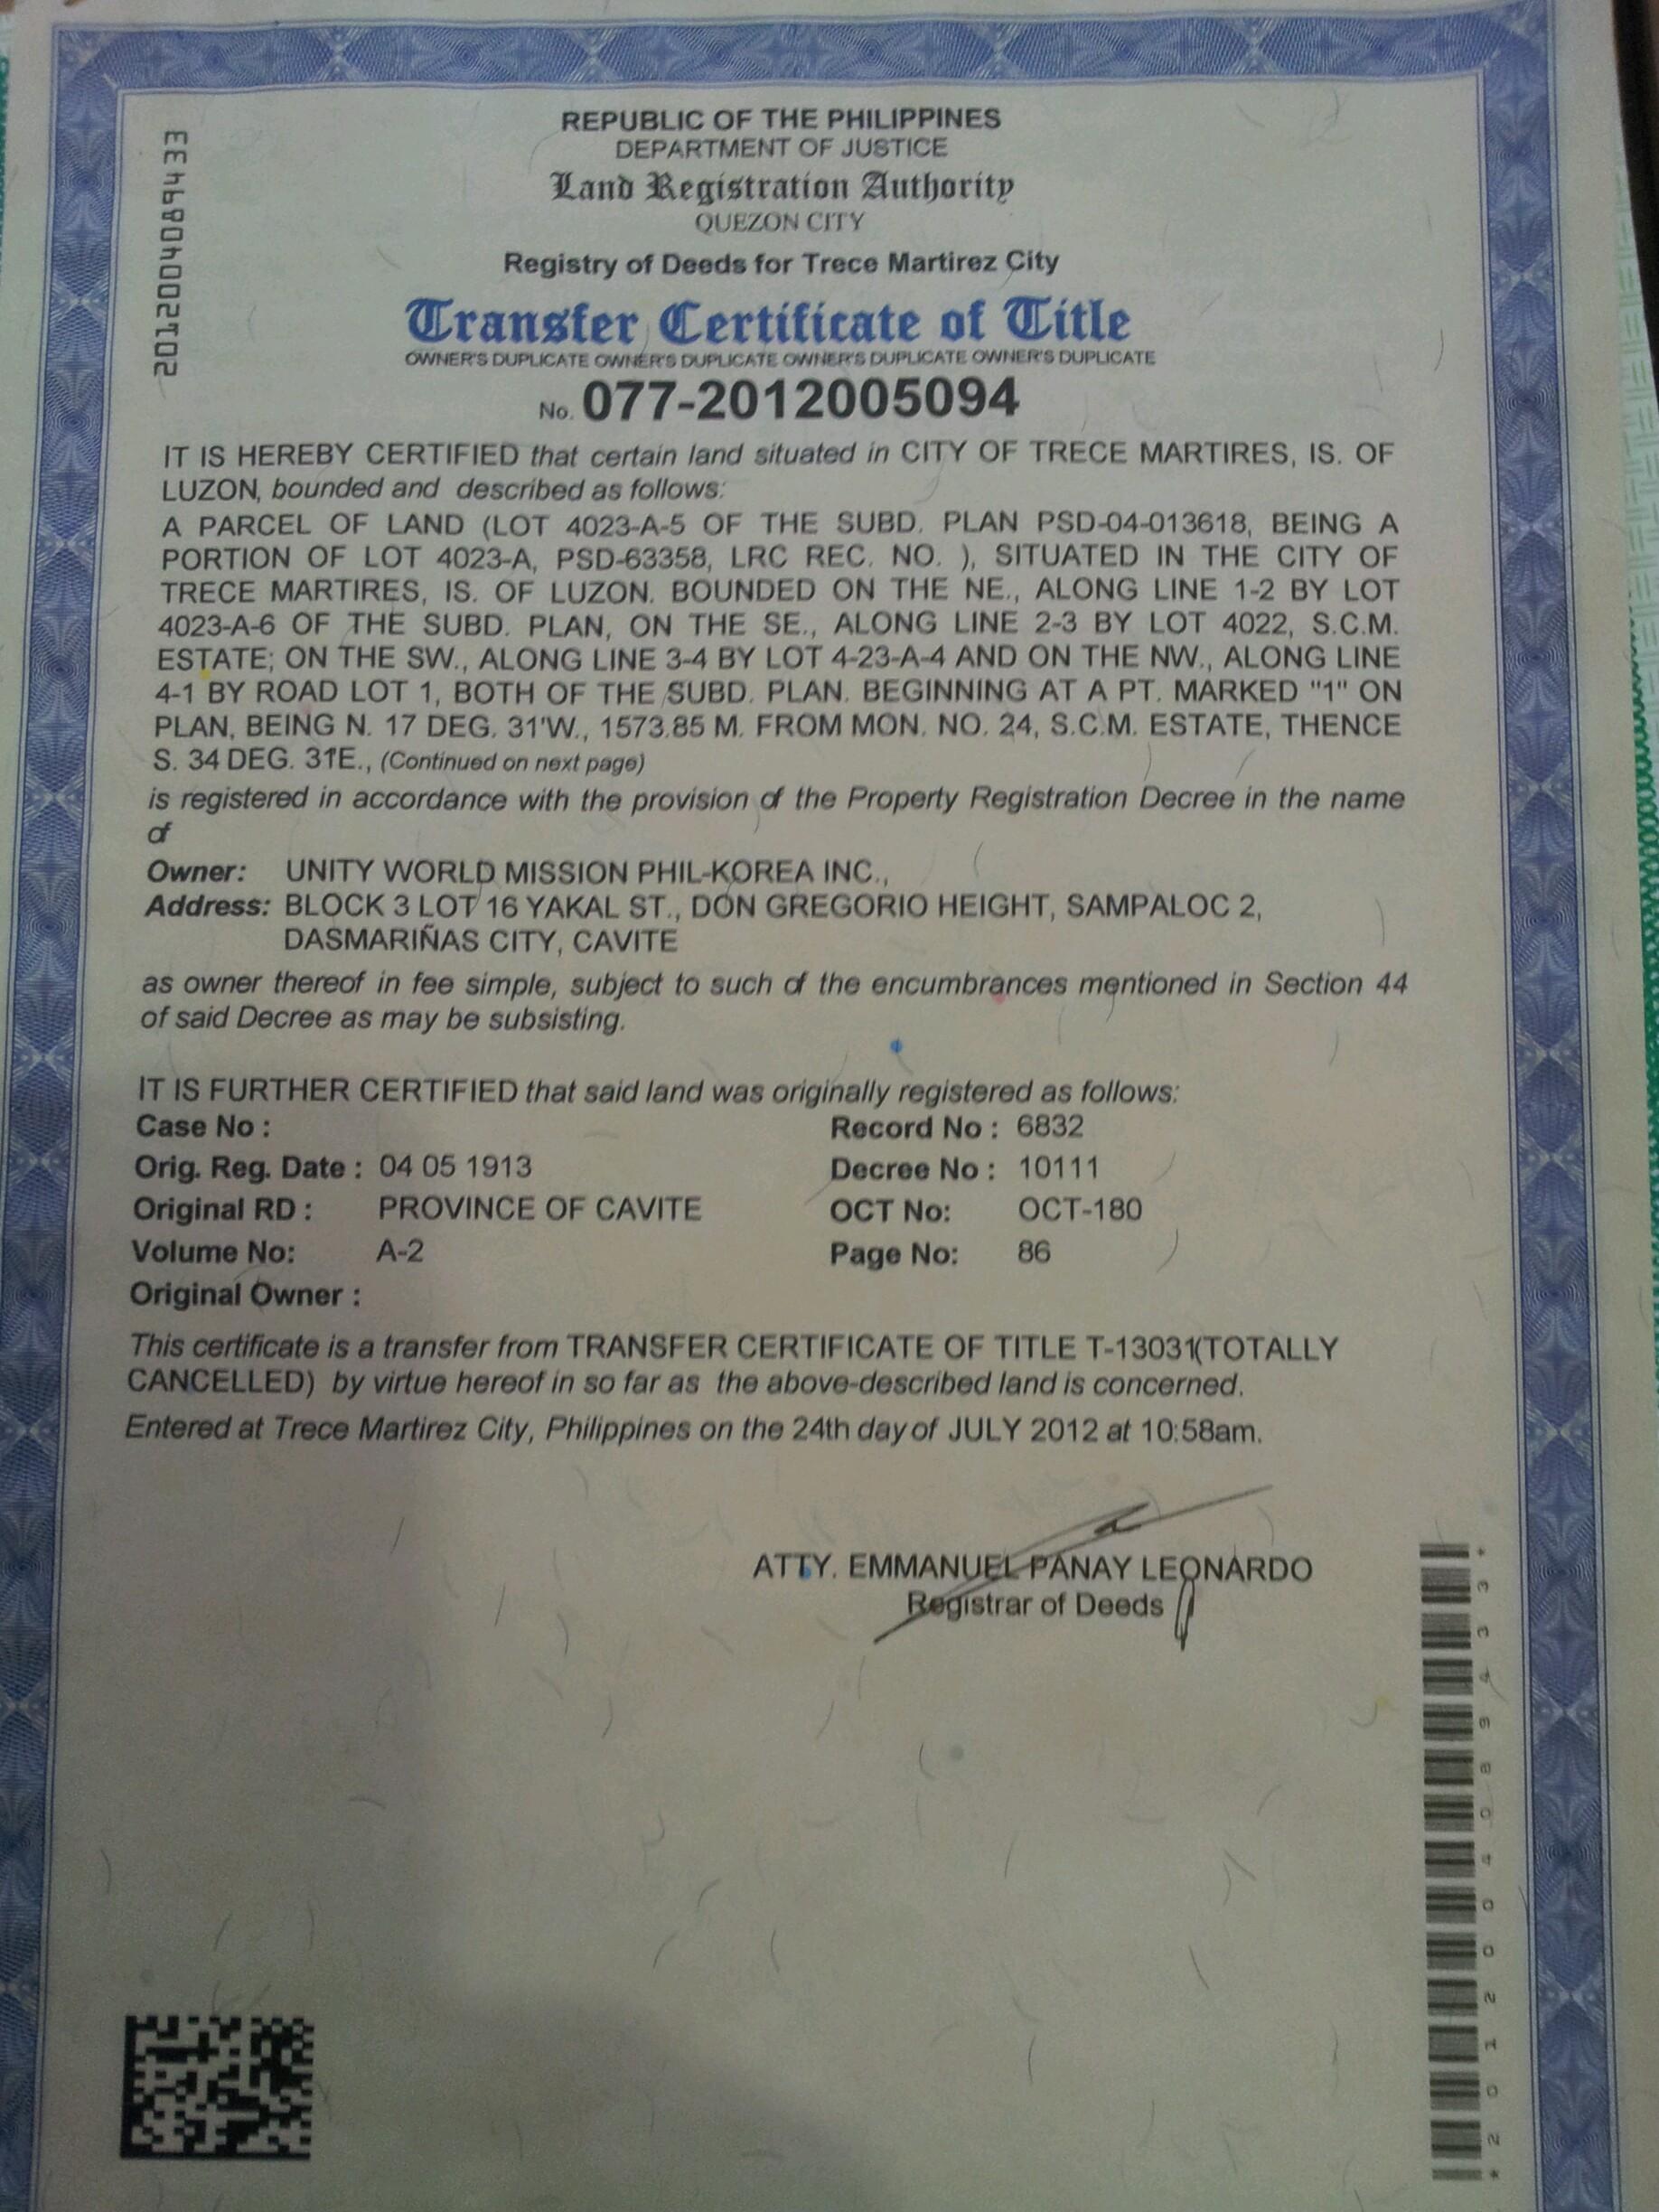 2012004089433
REPUBLIC OF THE PHILIPPINES
DEPARTMENT OF JUSTICE
Land Registration Authority
QUEZON CITY
Registry of Deeds for Trece Martirez City
Transfer Certificate of Title
OWNER'S DUPLICATE OWNER'S DUPLICATE OWNER'S DUPLICATE OWNER'S DUPLICATE
No. 077-2012005094
IT IS HEREBY CERTIFIED that certain land situated in CITY OF TRECE MARTIRES, IS. OF
LUZON, bounded and described as follows:
A PARCEL OF LAND (LOT 4023-A-5 OF THE SUBD. PLAN PSD-04-013618, BEING A
PORTION OF LOT 4023-A, PSD-63358, LRC REC. NO. ), SITUATED IN THE CITY OF
TRECE MARTIRES, IS. OF LUZON. BOUNDED ON THE NE., ALONG LINE 1-2 BY LOT
4023-A-6 OF THE SUBD. PLAN, ON THE SE., ALONG LINE 2-3 BY LOT 4022, S.C.M.
ESTATE; ON THE SW., ALONG LINE 3-4 BY LOT 4-23-A-4 AND ON THE NW., ALONG LINE
4-1 BY ROAD LOT 1, BOTH OF THE SUBD. PLAN. BEGINNING AT A PT. MARKED "1" ON
PLAN, BEING N. 17 DEG. 31'W., 1573.85 M. FROM MON. NO. 24, S.C.M. ESTATE, THENCE
S. 34 DEG. 31'E., (Continued on next page)
is registered in accordance with the provision of the Property Registration Decree in the name
of
Owner: UNITY WORLD MISSION PHIL-KOREA INC.,
Address: BLOCK 3 LOT 16 YAKAL ST., DON GREGORIO HEIGHT, SAMPALOC 2,
DASMARIÑAS CITY, CAVITE
as owner thereof in fee simple, subject to such of the encumbrances mentioned in Section 44
of said Decree as may be subsisting.
IT IS FURTHER CERTIFIED that said land was originally registered as follows:
Case No : Record No : 6832
Orig. Reg. Date : 04 05 1913 Decree No : 10111
Original RD : PROVINCE OF CAVITE OCT No: OCT-180
Volume No: A-2 Page No: 86
Original Owner :
This certificate is a transfer from TRANSFER CERTIFICATE OF TITLE T-13031(TOTALLY
CANCELLED) by virtue hereof in so far as the above-described land is concerned.
Entered at Trece Martirez City, Philippines on the 24th day of JULY 2012 at 10:58am.
ATTY. EMMANUEL PANAY LEONARDO
Registrar of Deeds
*2012004089433*